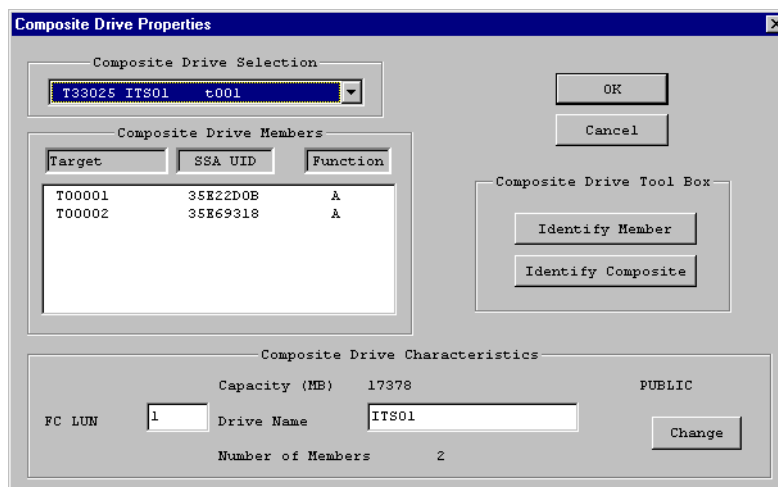 Composite Drive Properties
Composite Drive Selection
T33025 ITS01 t001
OK
Cancel
Composite Drive Members
Target SSA UID Function
T00001 35E22D0B A
T00002 35E69318 A
Composite Drive Tool Box
Identify Member
Identify Composite
Composite Drive Characteristics
Capacity (MB) 17378 PUBLIC
FC LUN 1 Drive Name ITS01
Change
Number of Members 2